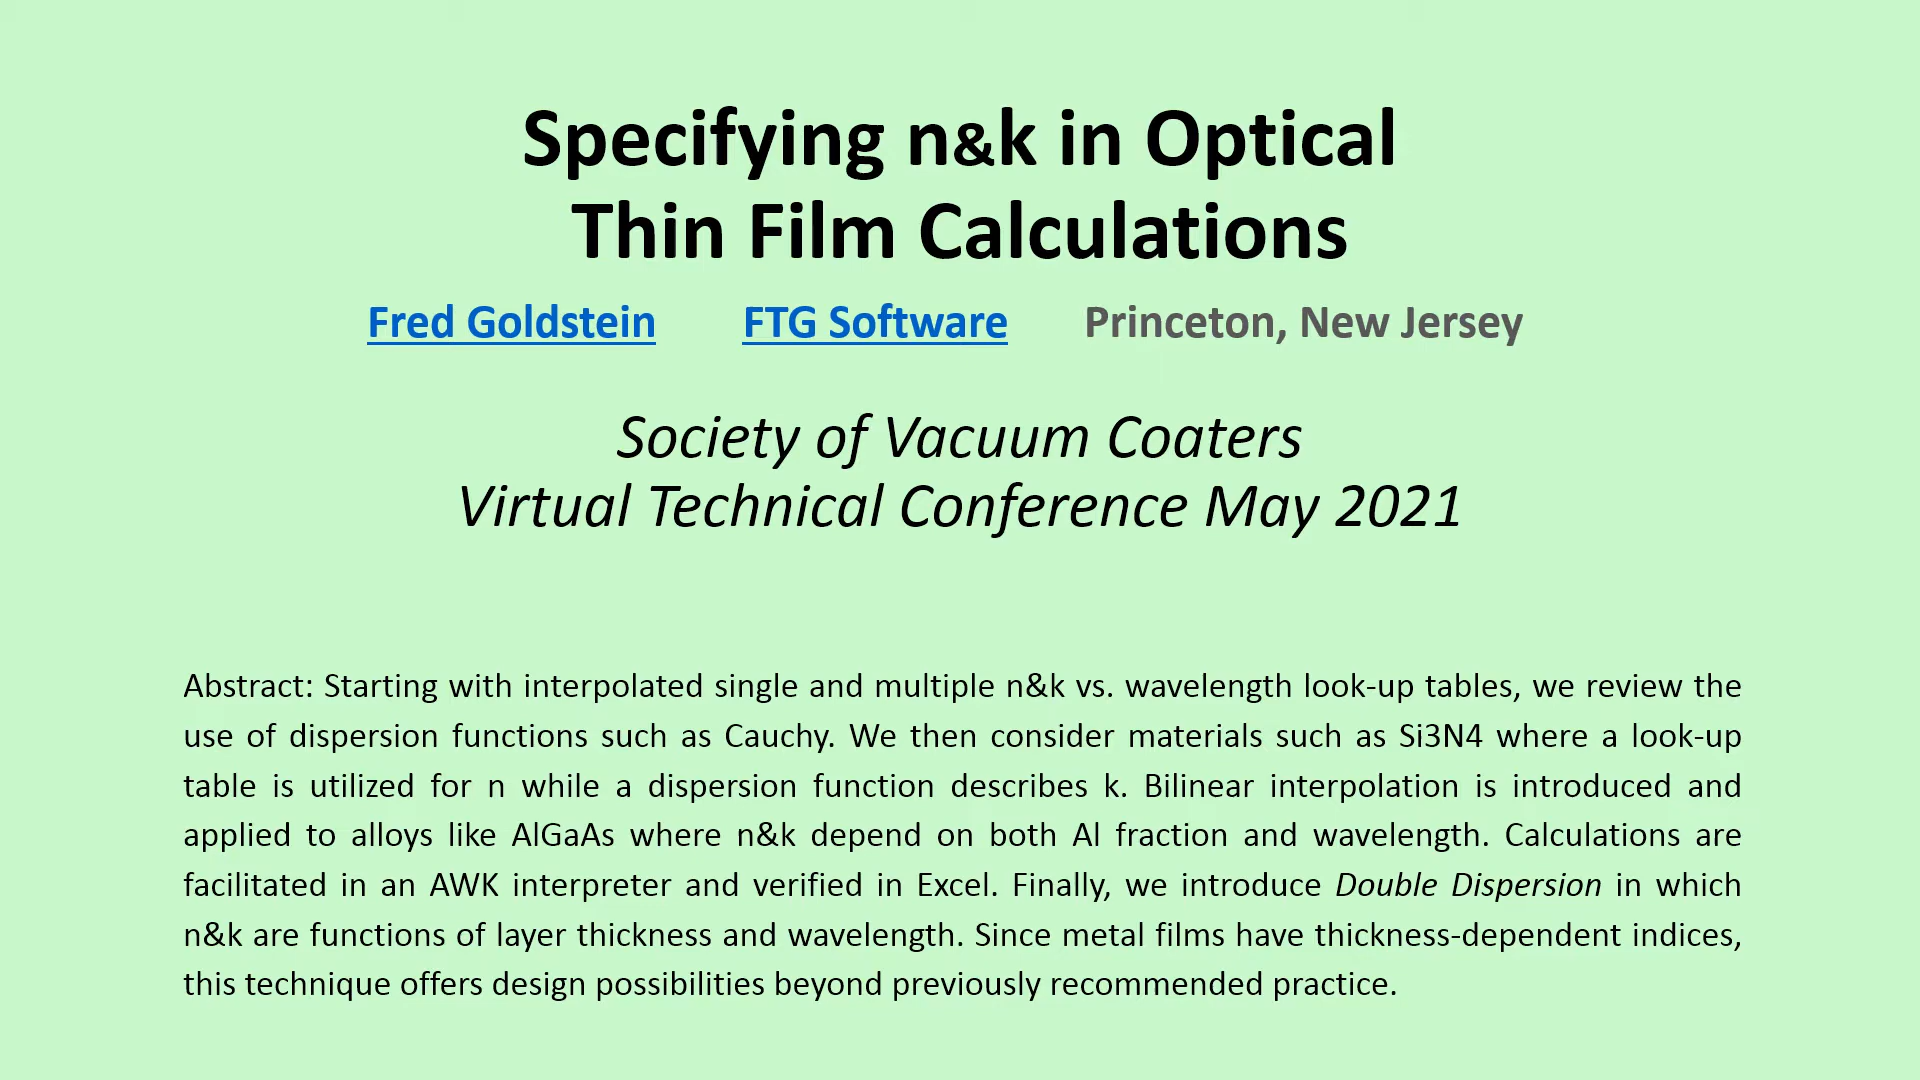 Specifying n&k in Optical
Thin Film Calculations
Fred Goldstein FTG Software Princeton, New Jersey
Society of Vacuum Coaters
Virtual Technical Conference May 2021
Abstract: Starting with interpolated single and multiple n&k vs. wavelength look-up tables, we review the
use of dispersion functions such as Cauchy. We then consider materials such as Si3N4 where a look-up
table is utilized for n while a dispersion function describes k. Bilinear interpolation is introduced and
applied to alloys like AlGaAs where n&k depend on both Al fraction and wavelength. Calculations are
facilitated in an AWK interpreter and verified in Excel. Finally, we introduce Double Dispersion in which
n&k are functions of layer thickness and wavelength. Since metal films have thickness-dependent indices,
this technique offers design possibilities beyond previously recommended practice.